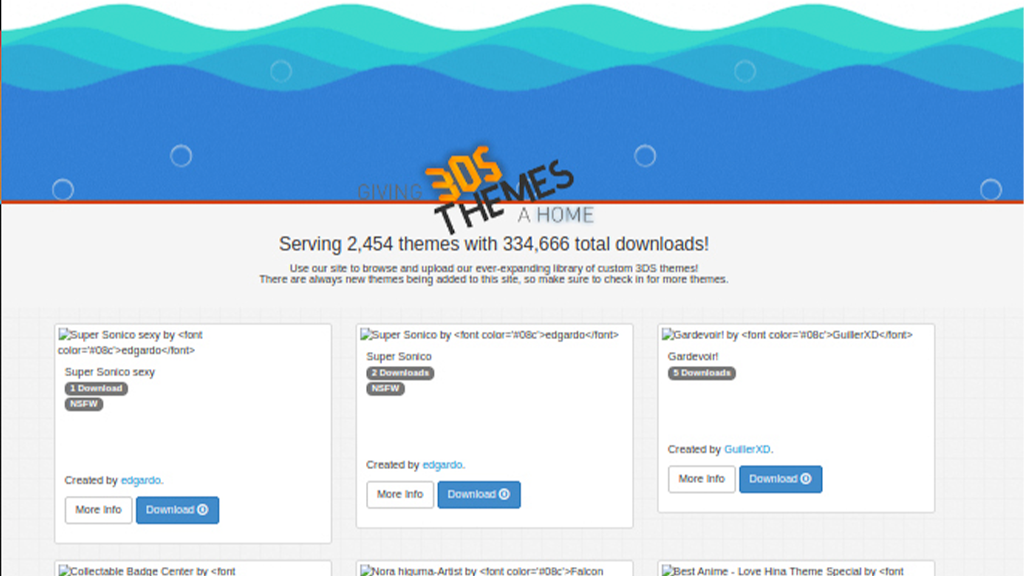 GIVING 3DS
THEMES
A HOME
Serving 2,454 themes with 334,666 total downloads!
Use our site to browse and upload our ever-expanding library of custom 3DS themes!
There are always new themes being added to this site, so make sure to check in for more themes.
Super Sonico sexy by <font
color='#08c'>edgardo</font>
Super Sonico sexy
1 Download
NSFW
Created by edgardo.
More Info Download
Super Sonico by <font color='#08c'>edgardo</font>
Super Sonico
2 Downloads
NSFW
Created by edgardo.
More Info Download
Gardevoir! by <font color='#08c'>GuillerXD</font>
Gardevoir!
5 Downloads
Created by GuillerXD.
More Info Download
Collectable Badge Center by <font
Nora higuma-Artist by <font color='#08c'>Falcon
Best Anime - Love Hina Theme Special by <font